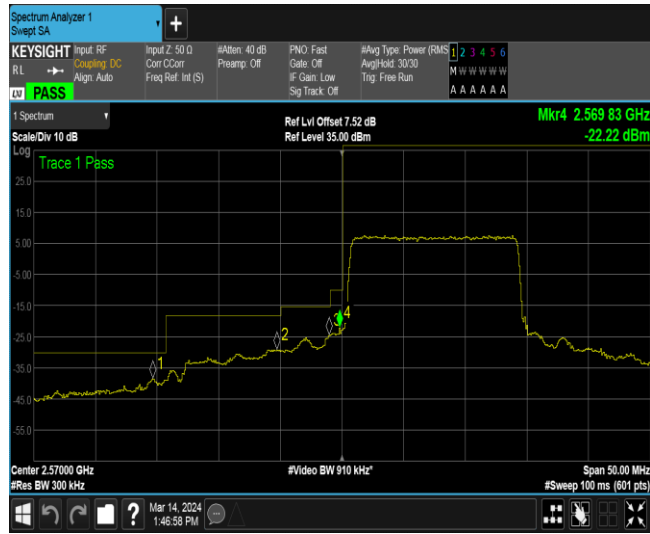 Spectrum Analyzer 1
Swept SA
KEYSIGHT
Input: RF
Input Z: 50 Ω
#Atten: 40 dB
PNO: Fast
#Avg Type: Power (RMS
1 2 3 4 5 6
RL
Coupling: DC
Corr CCorr
Preamp: Off
Gate: Off
Avg|Hold: 30/30
M W W W W W
Align: Auto
Freq Ref: Int (S)
IF Gain: Low
Trig: Free Run
LXI PASS
Sig Track: Off
A A A A A A
1 Spectrum
Ref Lvl Offset 7.52 dB
Mkr4 2.569 83 GHz
Scale/Div 10 dB
Ref Level 35.00 dBm
-22.22 dBm
Log
Trace 1 Pass
25.0
15.0
5.00
-5.00
-15.0
-25.0
-35.0
-45.0
-55.0
1
2
3
4
Center 2.57000 GHz
#Video BW 910 kHz*
Span 50.00 MHz
#Res BW 300 kHz
#Sweep 100 ms (601 pts)
?
Mar 14, 2024
1:46:58 PM